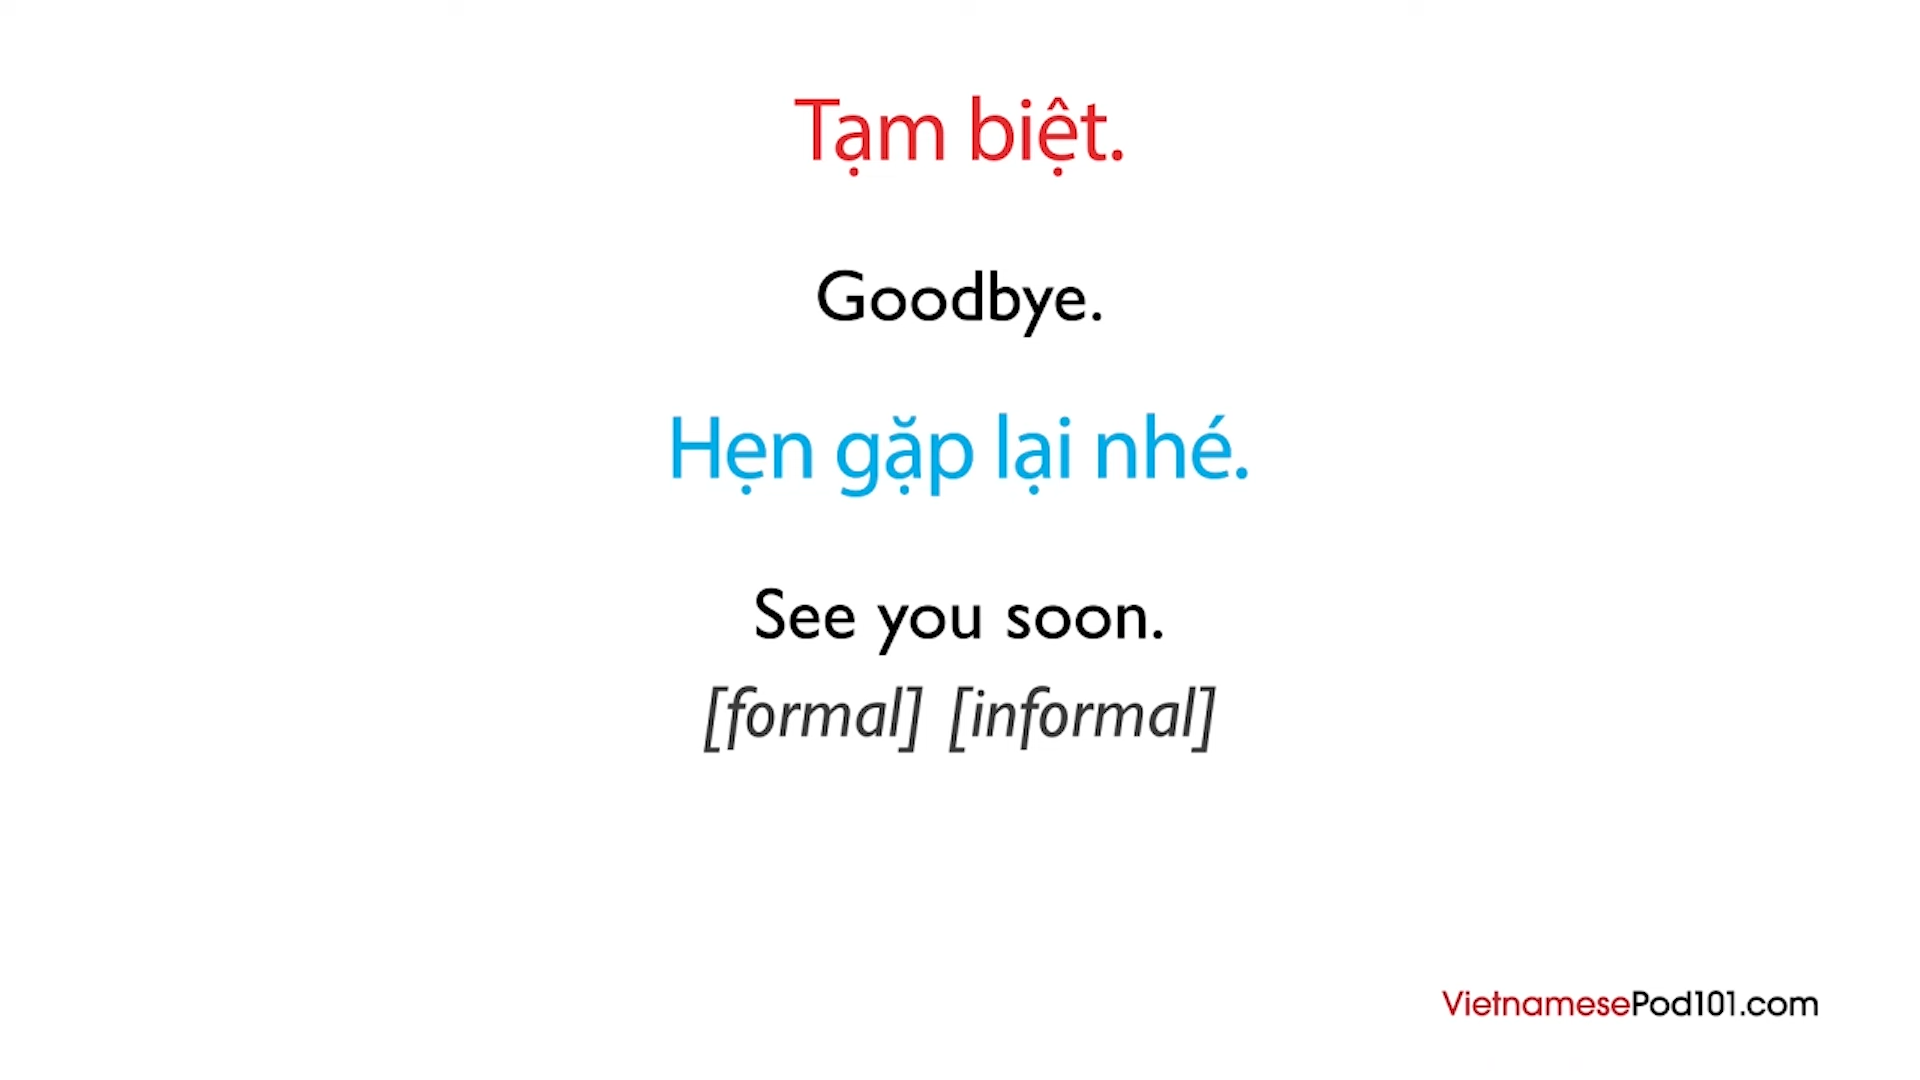 Tạm biệt.
Goodbye.
Hẹn gặp lại nhé.
See you soon.
[formal] [informal]
VietnamesePod101.com